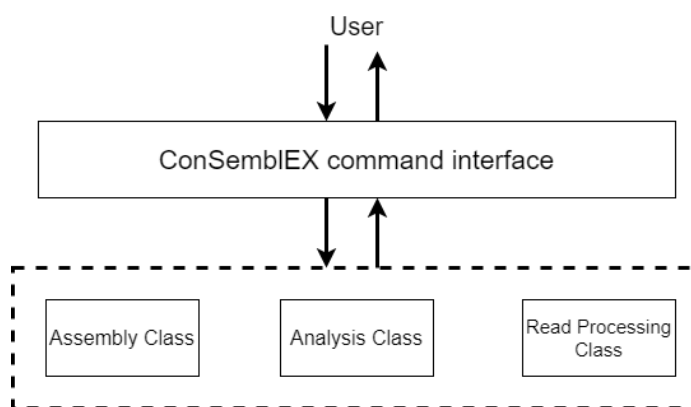 User
ConSemblEX command interface
Assembly Class
Analysis Class
Read Processing
Class